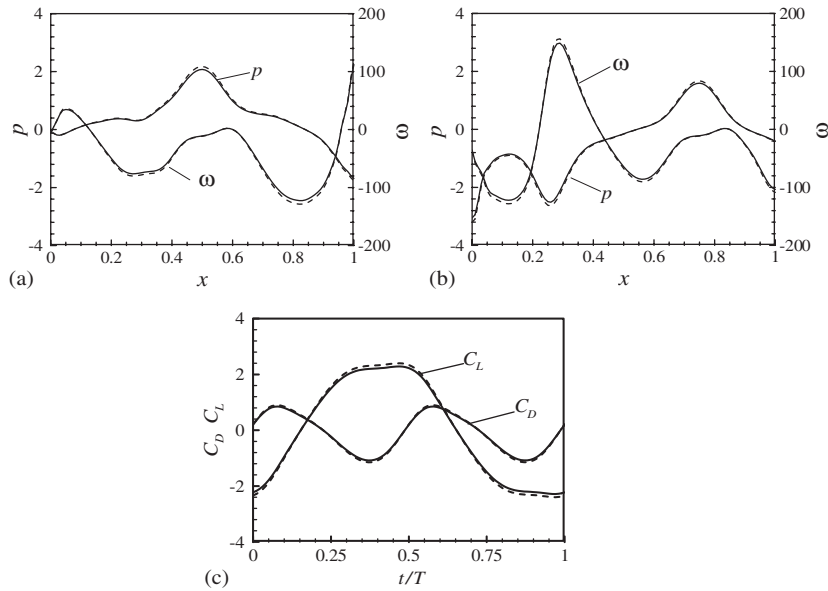 4 200 4 200
2 p 100 2 ω 100
p 0 0 ω p 0 0 ω
-2 ω -100 -2 p -100
-4 -200 -4 -200
0 0.2 0.4 0.6 0.8 1 0 0.2 0.4 0.6 0.8 1
(a) x (b) x
4
2 C_L
C_D C_L 0 C_D
-2
-4
0 0.25 0.5 0.75 1
(c) t/T